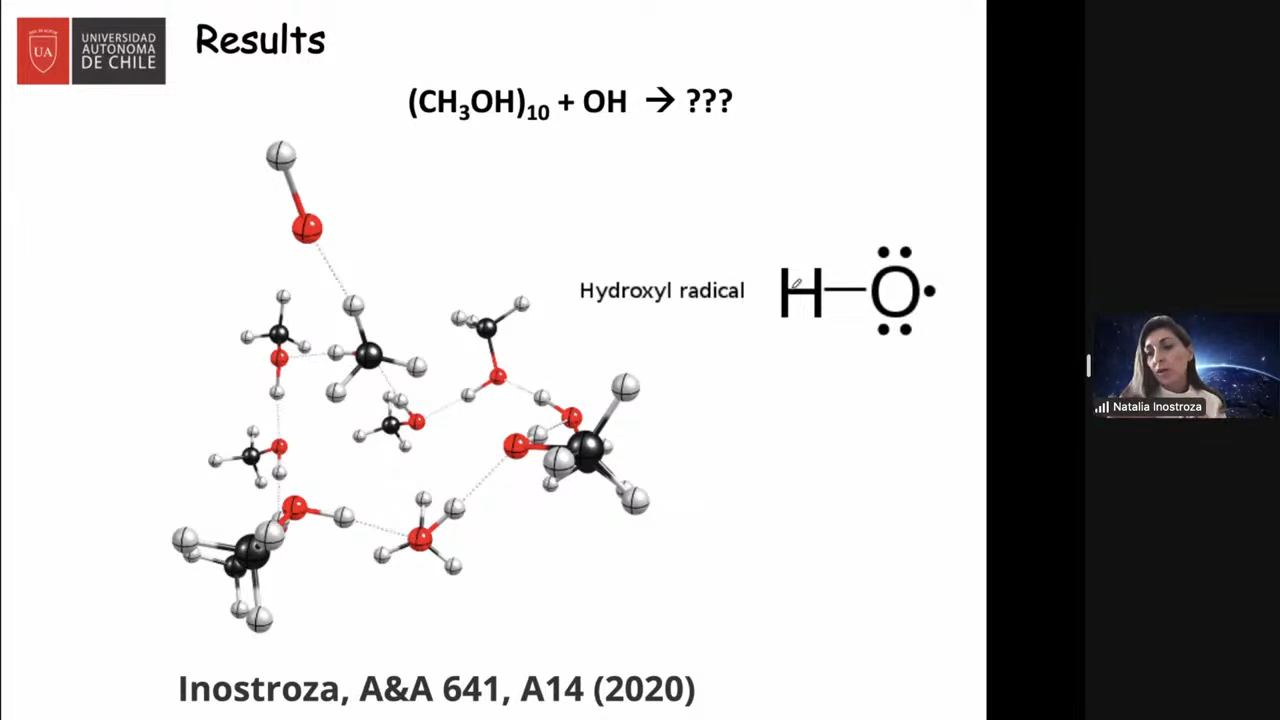 UA
UNIVERSIDAD
AUTONOMA
DE CHILE
Results
(CH₃OH)₁₀ + OH → ???
Hydroxyl radical
H—O
Natalia Inostroza
Inostroza, A&A 641, A14 (2020)